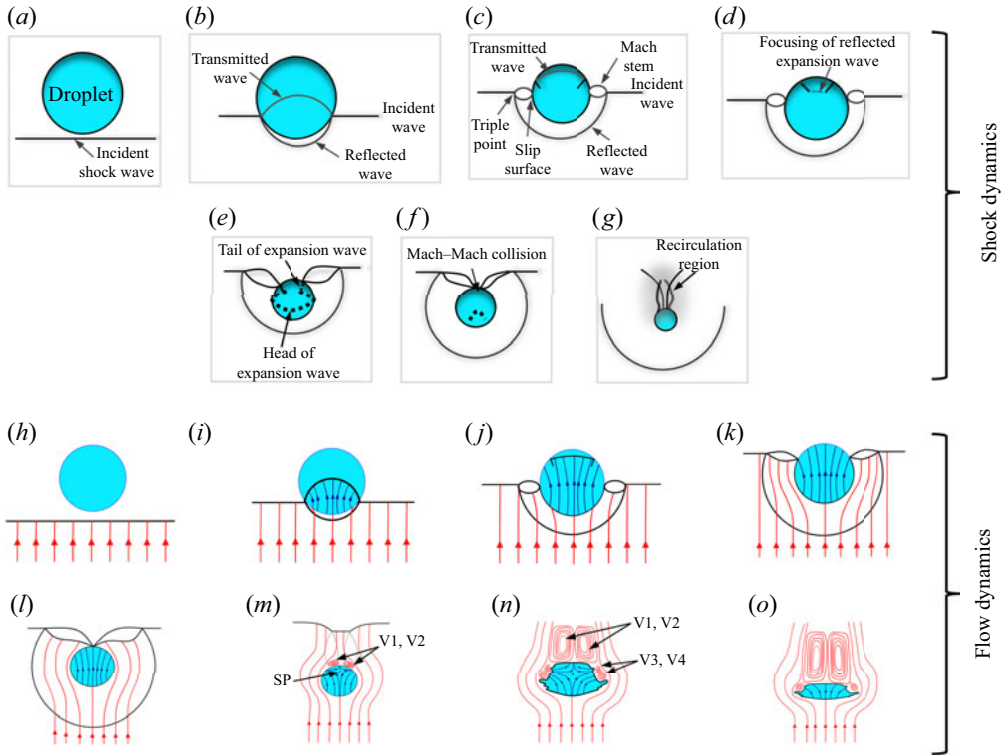 (a)
Droplet
Incident
shock wave
(b)
Transmitted
wave
Incident
wave
Reflected
wave
(c)
Transmitted
wave
Mach
stem
Incident
wave
Triple
point
Slip
surface
Reflected
wave
(d)
Focusing of reflected
expansion wave
(e)
Tail of expansion wave
Head of
expansion wave
(f)
Mach–Mach collision
(g)
Recirculation
region
Shock dynamics
(h)
(i)
(j)
(k)
(l)
(m)
V1, V2
SP
(n)
V1, V2
V3, V4
(o)
Flow dynamics